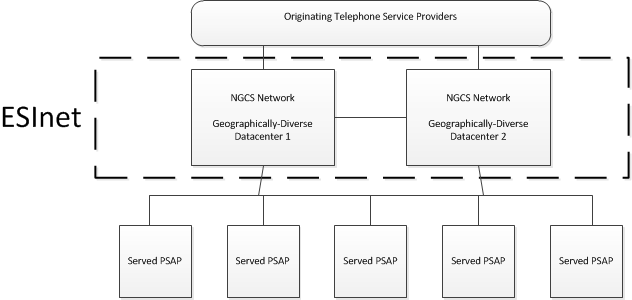 Originating Telephone Service Providers
ESInet
NGCS Network
Geographically-Diverse
Datacenter 1
NGCS Network
Geographically-Diverse
Datacenter 2
Served PSAP
Served PSAP
Served PSAP
Served PSAP
Served PSAP